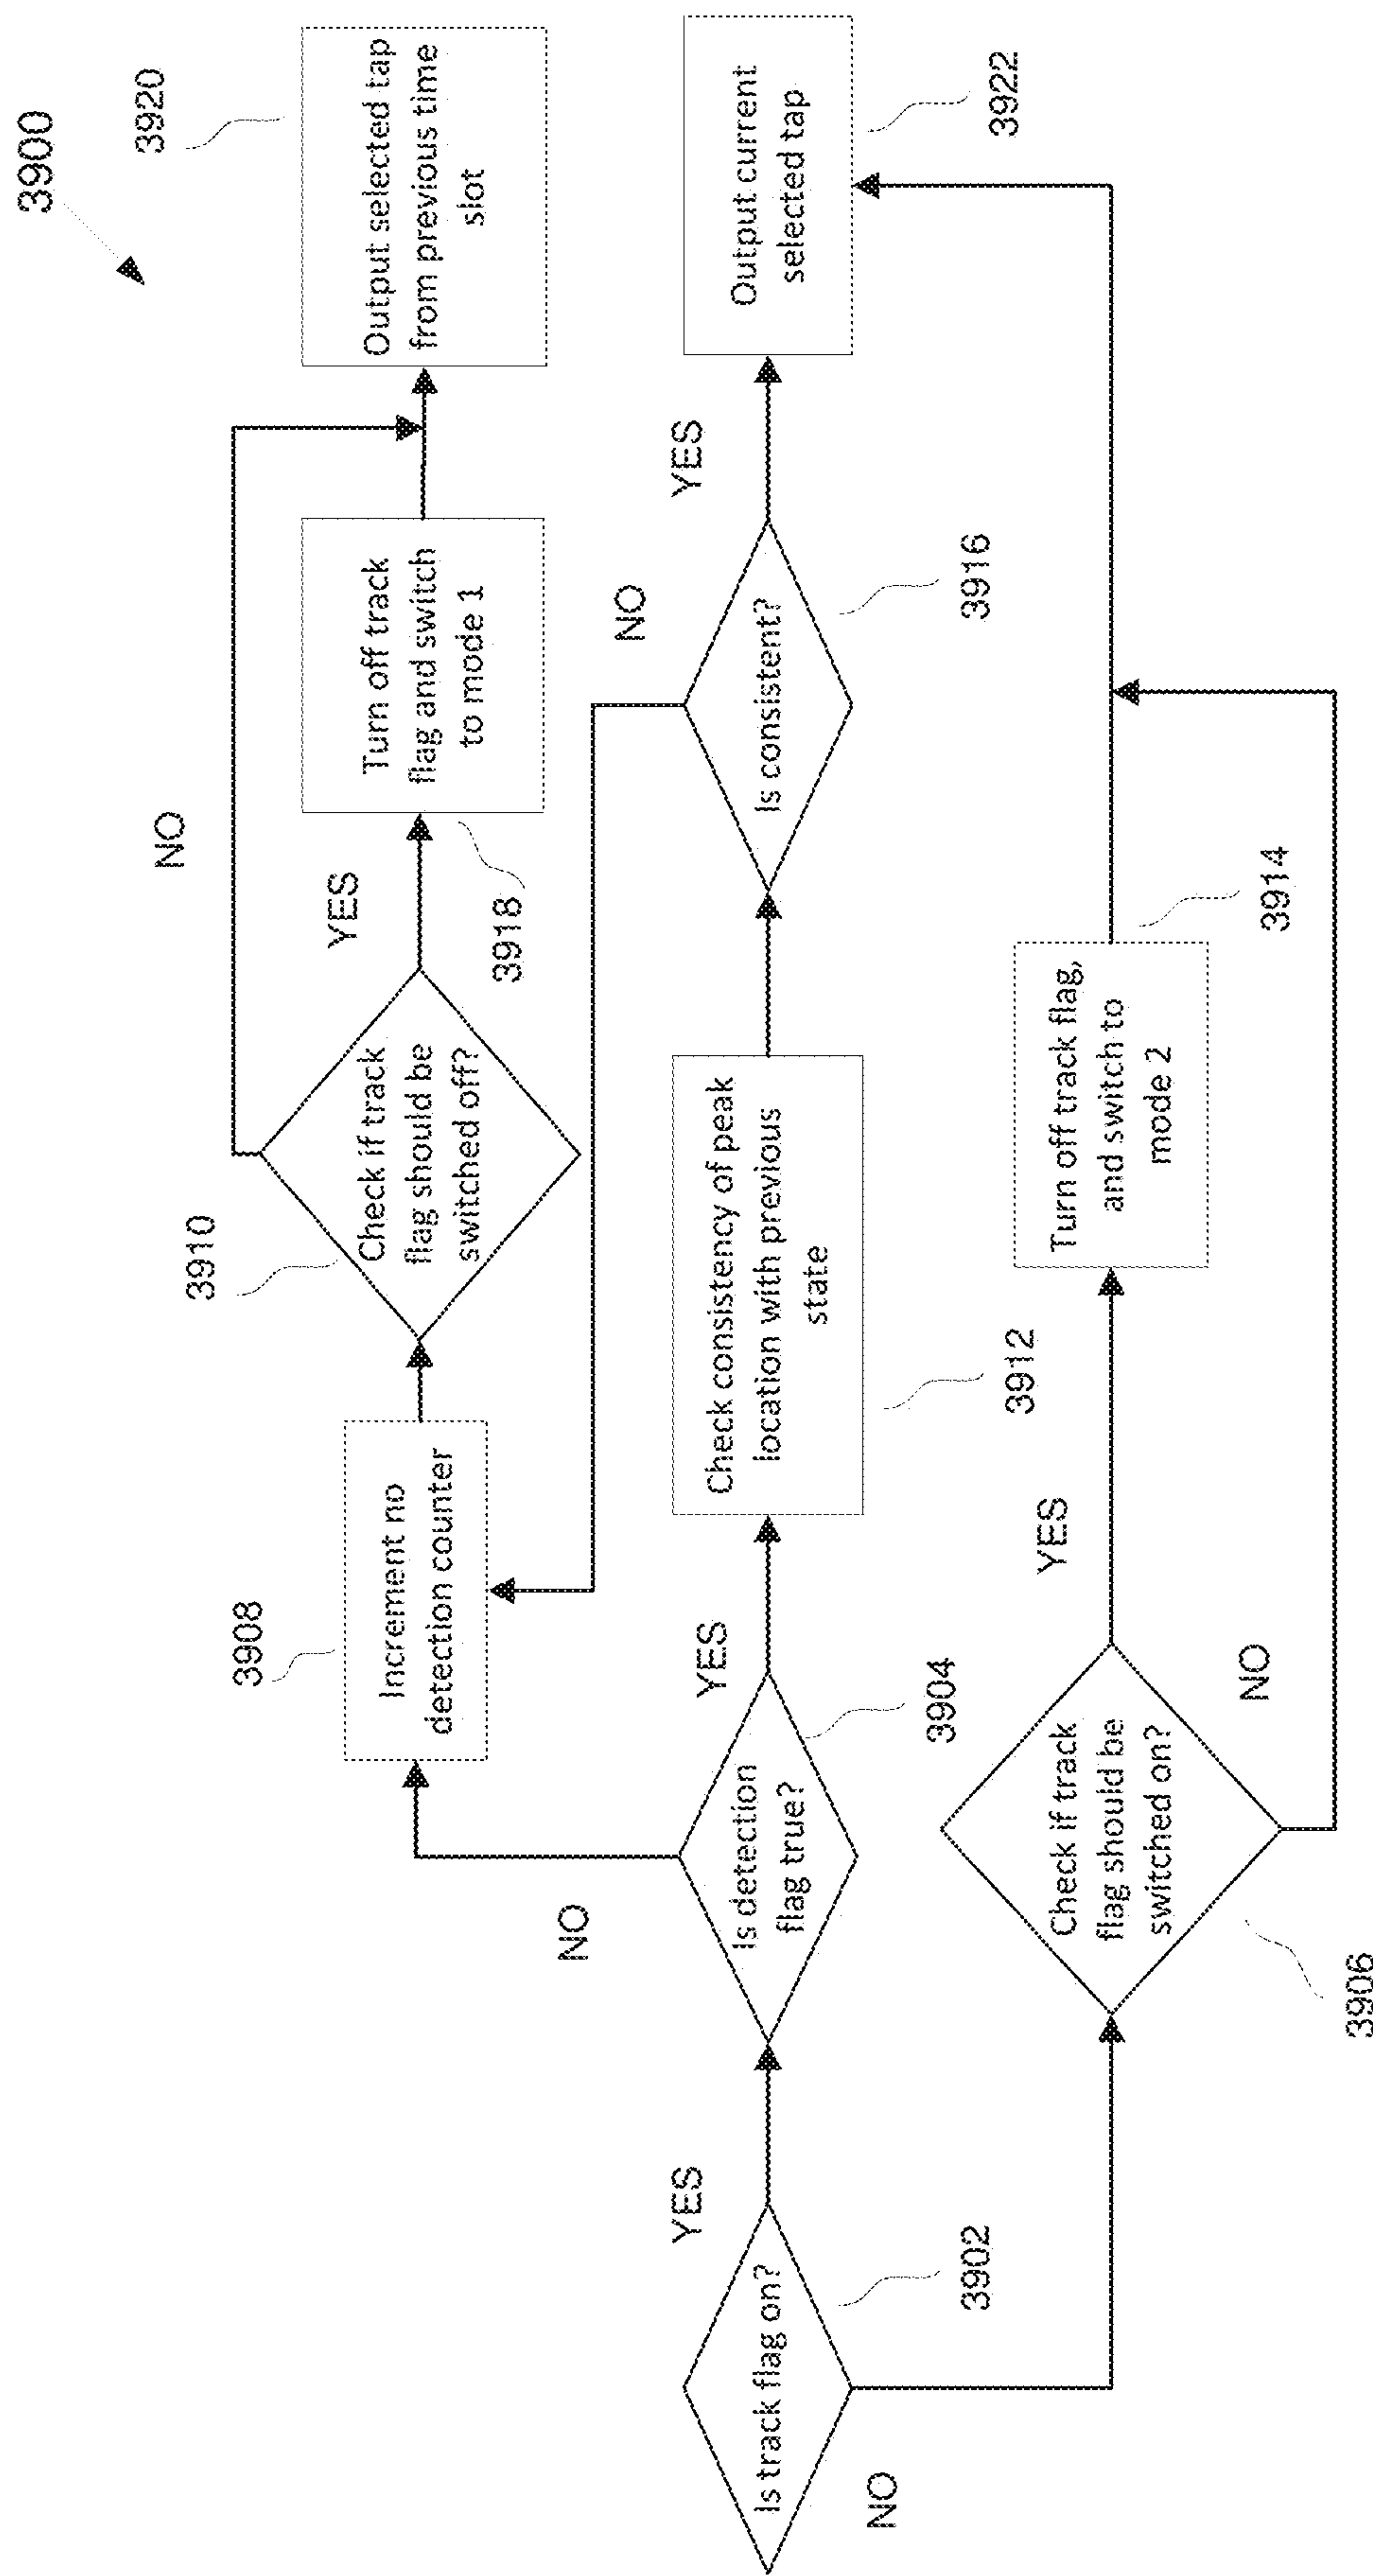 3900
Is track flag on?
3902
YES
NO
Is detection
flag true?
3904
YES
NO
Check if track
flag should be
switched on?
3906
YES
NO
Increment no
detection counter
3908
Check if track
flag should be
switched off?
3910
YES
NO
Check consistency of peak
location with previous
state
3912
Turn off track flag,
and switch to
mode 2
3914
Is consistent?
3916
YES
NO
Turn off track
flag and switch
to mode 1
3918
Output selected tap
from previous time
slot
3920
Output current
selected tap
3922